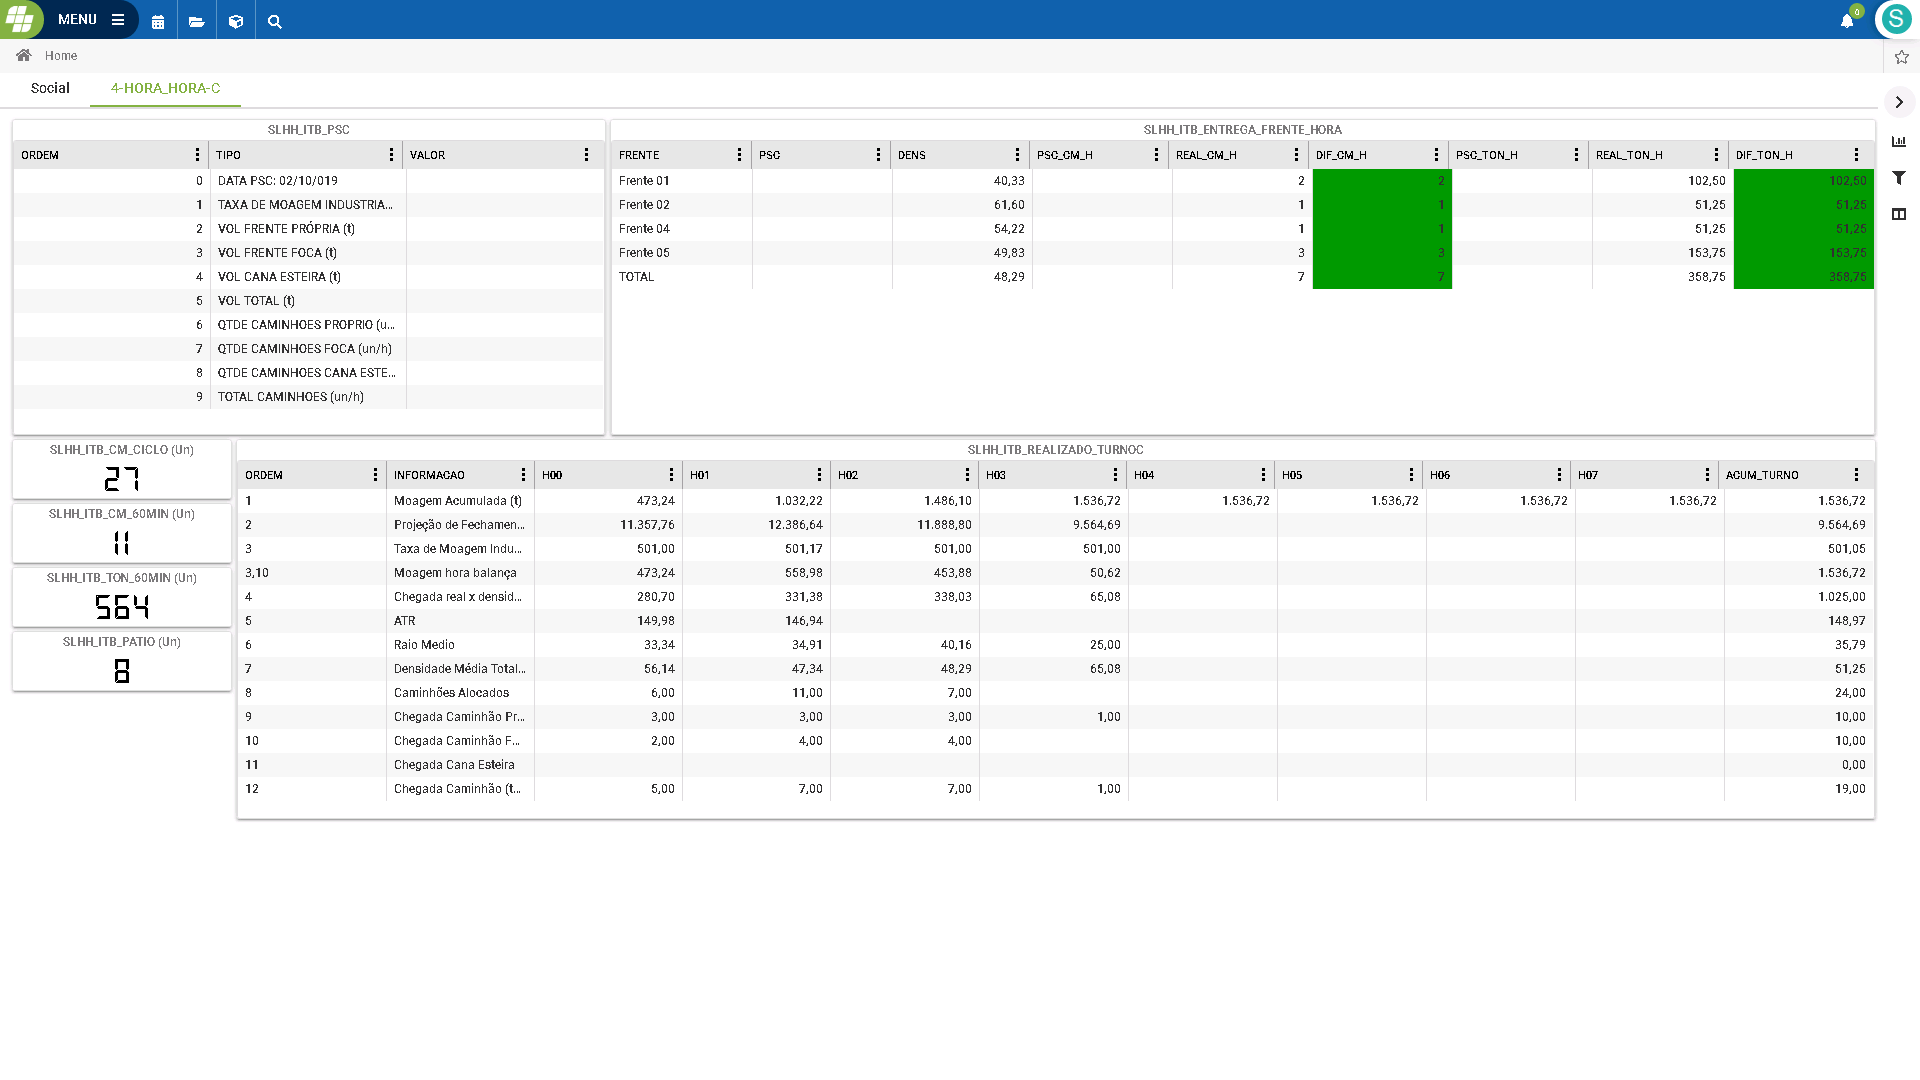 MENU
0
S
Home
Social 4-HORA_HORA-C
SLHH_ITB_PSC
ORDEM TIPO VALOR
0 DATA PSC: 02/10/019
1 TAXA DE MOAGEM INDUSTRIA...
2 VOL FRENTE PRÓPRIA (t)
3 VOL FRENTE FOCA (t)
4 VOL CANA ESTEIRA (t)
5 VOL TOTAL (t)
6 QTDE CAMINHOES PROPRIO (u...
7 QTDE CAMINHOES FOCA (un/h)
8 QTDE CAMINHOES CANA ESTE...
9 TOTAL CAMINHOES (un/h)
SLHH_ITB_ENTREGA_FRENTE_HORA
FRENTE PSC DENS PSC_CM_H REAL_CM_H DIF_CM_H PSC_TON_H REAL_TON_H DIF_TON_H
Frente 01 40,33 2 2 102,50 102,50
Frente 02 61,60 1 1 51,25 51,25
Frente 04 54,22 1 1 51,25 51,25
Frente 05 49,83 3 3 153,75 153,75
TOTAL 48,29 7 7 358,75 358,75
SLHH_ITB_CM_CICLO (Un)
27
SLHH_ITB_CM_60MIN (Un)
11
SLHH_ITB_TON_60MIN (Un)
564
SLHH_ITB_PATIO (Un)
8
SLHH_ITB_REALIZADO_TURNOC
ORDEM INFORMACAO H00 H01 H02 H03 H04 H05 H06 H07 ACUM_TURNO
1 Moagem Acumulada (t) 473,24 1.032,22 1.486,10 1.536,72 1.536,72 1.536,72 1.536,72 1.536,72 1.536,72
2 Projeção de Fechamen... 11.357,76 12.386,64 11.888,80 9.564,69 9.564,69
3 Taxa de Moagem Indu... 501,00 501,17 501,00 501,00 501,05
3,10 Moagem hora balança 473,24 558,98 453,88 50,62 1.536,72
4 Chegada real x densid... 280,70 331,38 338,03 65,08 1.025,00
5 ATR 149,98 146,94 148,97
6 Raio Medio 33,34 34,91 40,16 25,00 35,79
7 Densidade Média Total... 56,14 47,34 48,29 65,08 51,25
8 Caminhões Alocados 6,00 11,00 7,00 24,00
9 Chegada Caminhão Pr... 3,00 3,00 3,00 1,00 10,00
10 Chegada Caminhão F... 2,00 4,00 4,00 10,00
11 Chegada Cana Esteira 0,00
12 Chegada Caminhão (t... 5,00 7,00 7,00 1,00 19,00